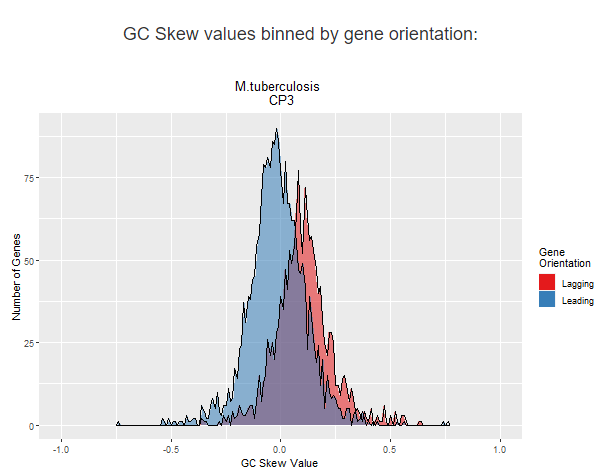 GC Skew values binned by gene orientation:
M.tuberculosis
CP3
Number of Genes
75
50
25
0
-1.0
-0.5
0.0
0.5
1.0
GC Skew Value
Gene
Orientation
Lagging
Leading